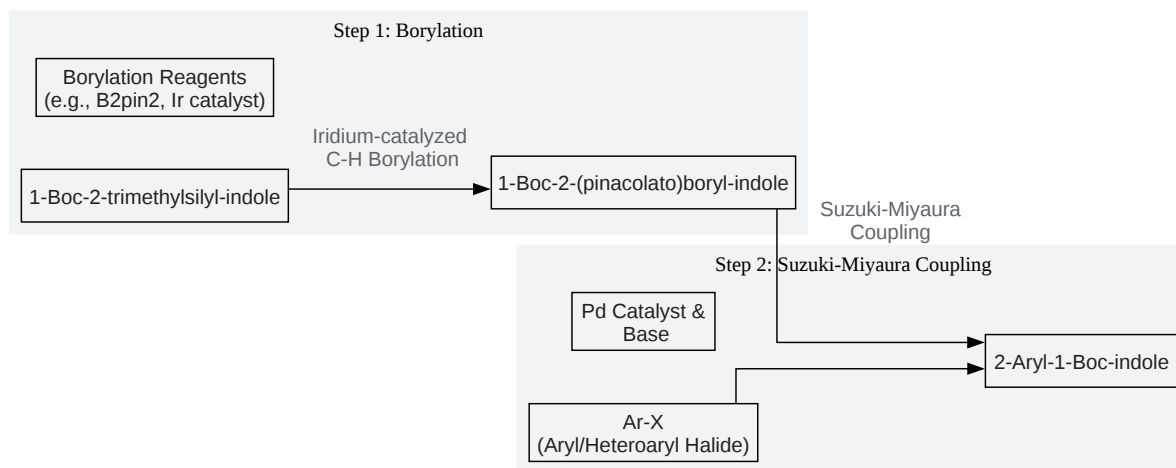 Step 1: Borylation
Borylation Reagents
(e.g., B2pin2, Ir catalyst)
Iridium-catalyzed
C-H Borylation
1-Boc-2-trimethylsilyl-indole
1-Boc-2-(pinacolato)boryl-indole
Suzuki-Miyaura
Coupling
Step 2: Suzuki-Miyaura Coupling
Pd Catalyst &
Base
2-Aryl-1-Boc-indole
Ar-X
(Aryl/Heteroaryl Halide)